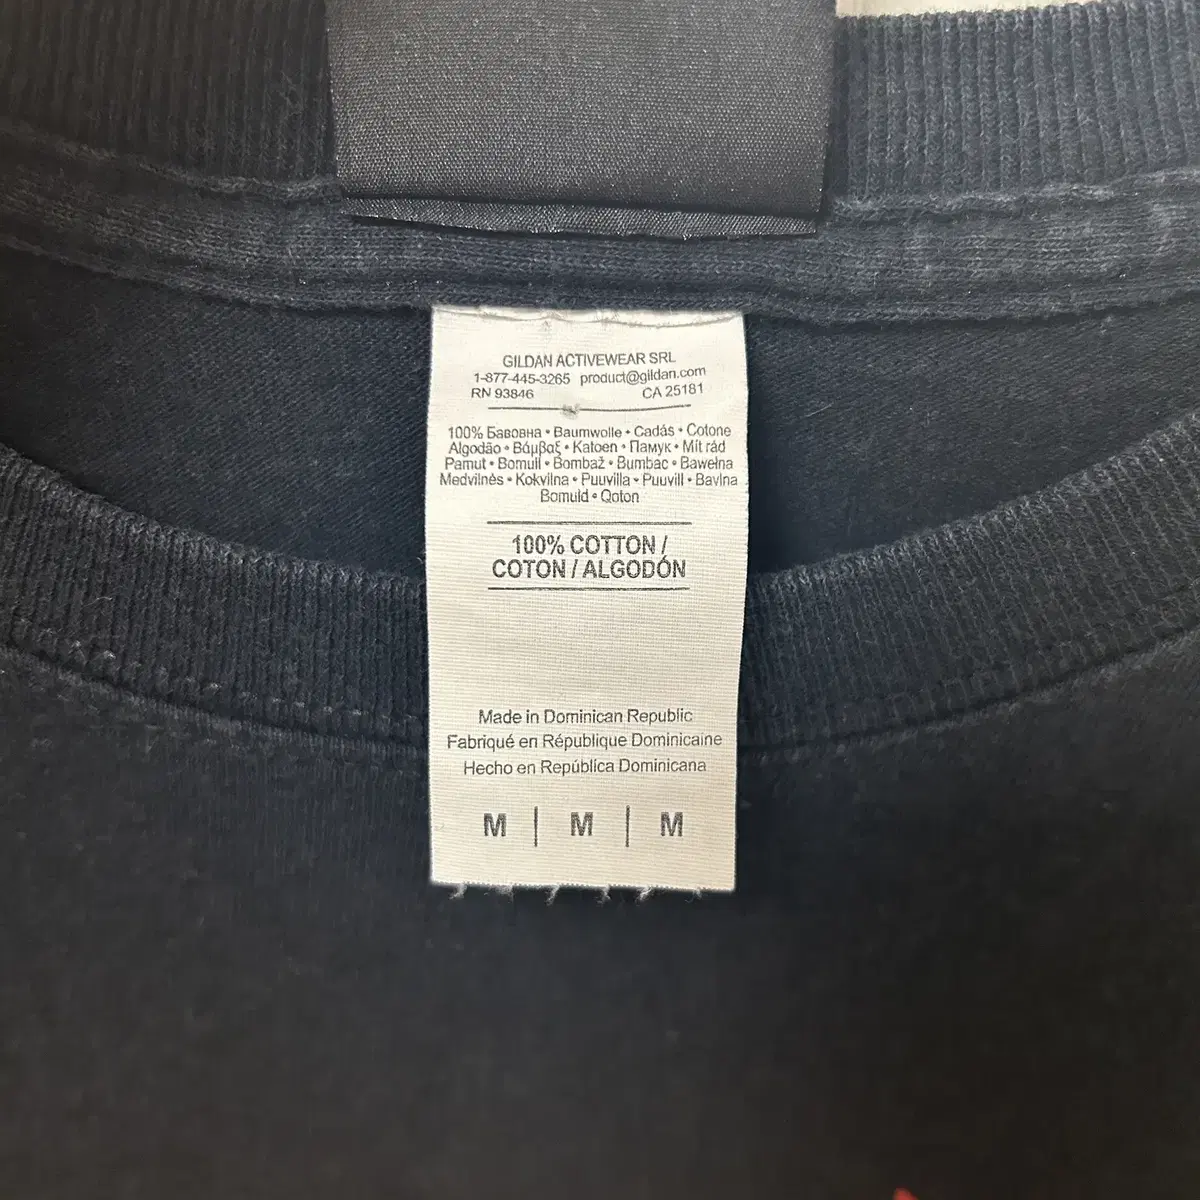 GILDAN ACTIVEWEAR SRL
1-877-445-3265 product@gildan.com
RN 93846 CA 25181
100% Бавовна • Baumwolle • Cadás • Cotone
Algodão • Βάμβαξ • Katoen • Памук • Mít rád
Pamut • Bomull • Bombaž • Bumbac • Bawełna
Medvilnės • Kokvilna • Puuvilla • Puuvill • Bavlna
Bomuld • Qoton
100% COTTON /
COTON / ALGODÓN
Made in Dominican Republic
Fabriqué en République Dominicaine
Hecho en República Dominicana
M | M | M